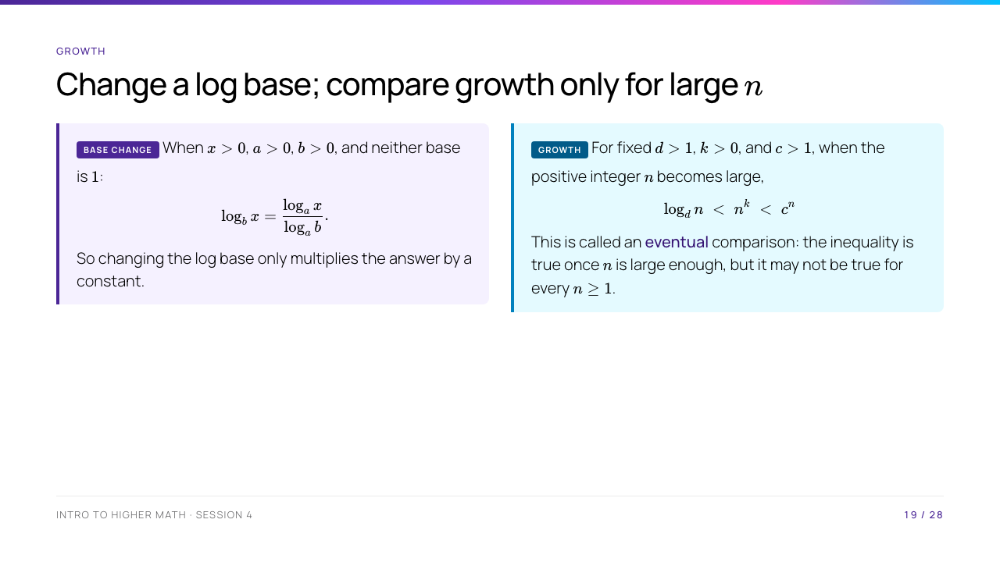 GROWTH
Change a log base; compare growth only for large n
BASE CHANGE When x > 0, a > 0, b > 0, and neither base
is 1:
log_b x = \frac{log_a x}{log_a b}.
So changing the log base only multiplies the answer by a
constant.
GROWTH For fixed d > 1, k > 0, and c > 1, when the
positive integer n becomes large,
log_d n < n^k < c^n
This is called an eventual comparison: the inequality is
true once n is large enough, but it may not be true for
every n ≥ 1.
INTRO TO HIGHER MATH · SESSION 4
19 / 28